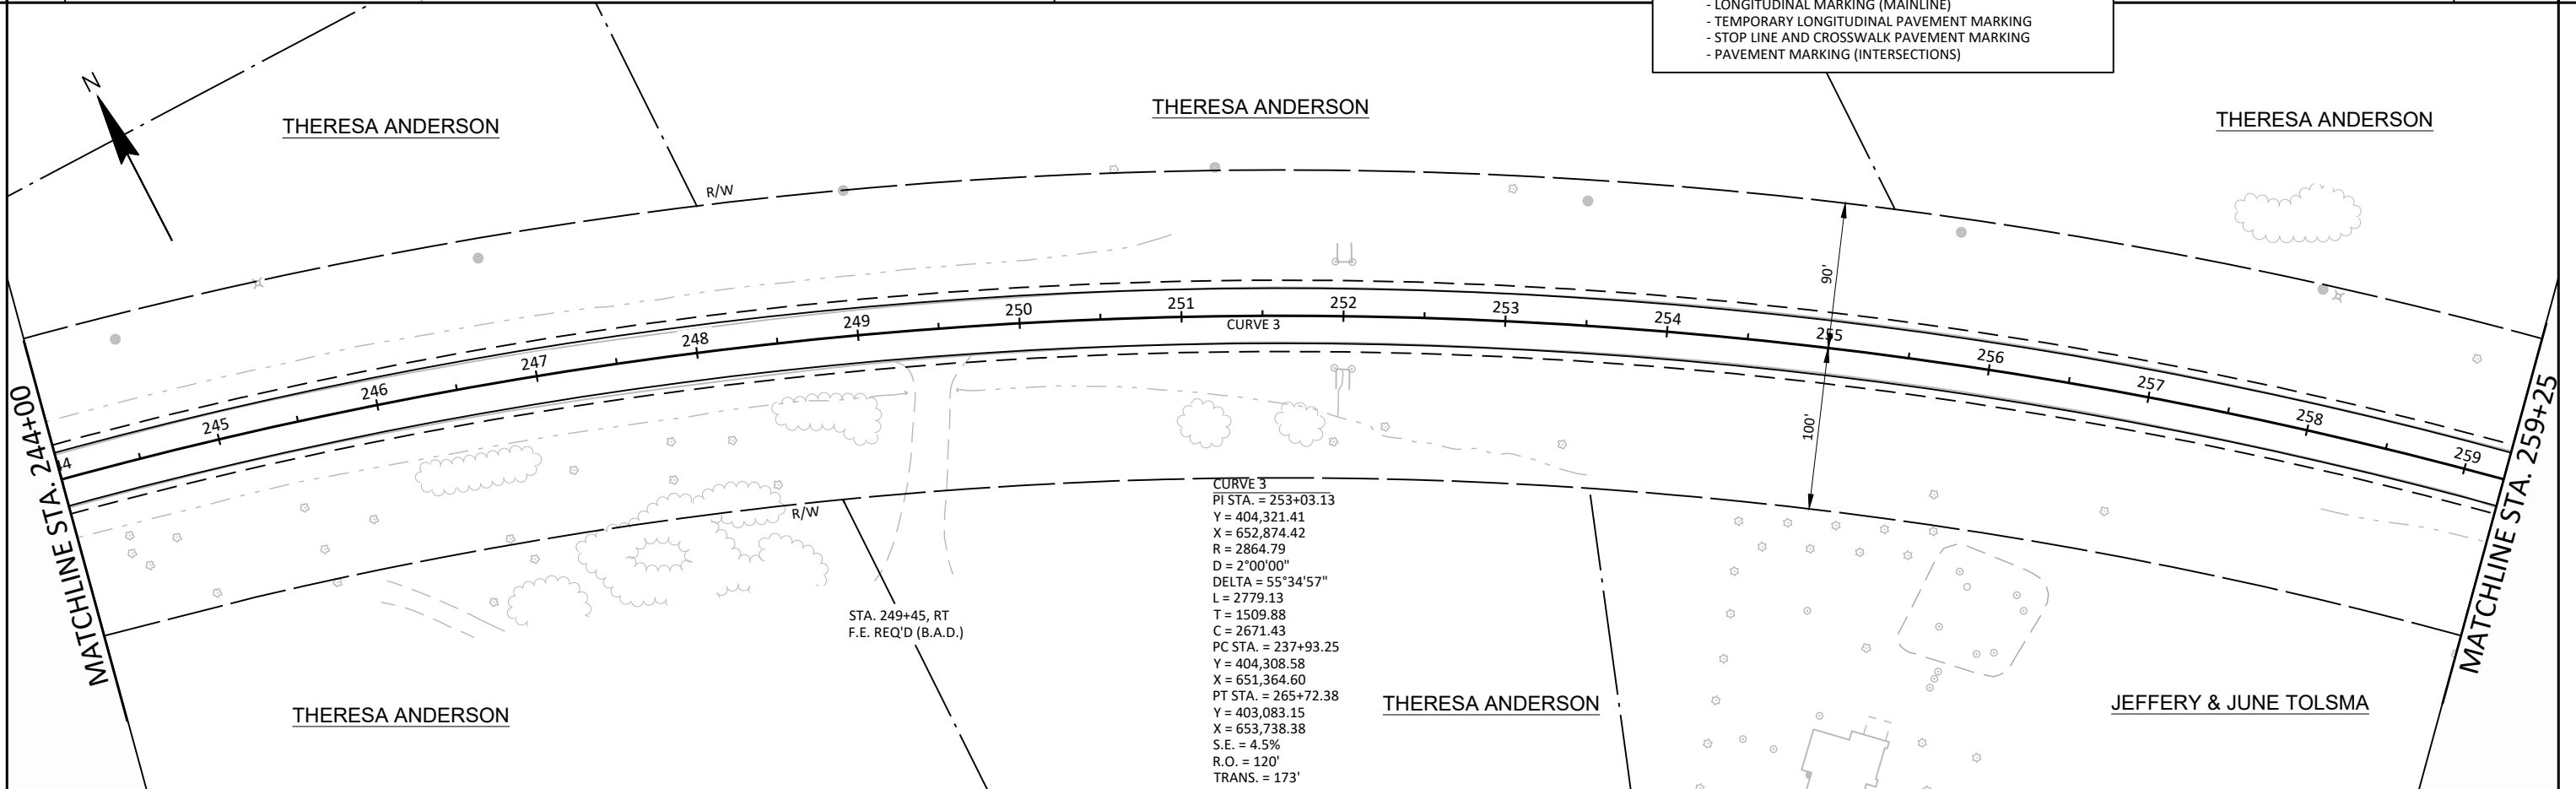 - LONGITUDINAL MARKING (MAINLINE)
- TEMPORARY LONGITUDINAL PAVEMENT MARKING
- STOP LINE AND CROSSWALK PAVEMENT MARKING
- PAVEMENT MARKING (INTERSECTIONS)
N
THERESA ANDERSON
THERESA ANDERSON
THERESA ANDERSON
R/W
90'
245
246
247
248
249
250
251
252
253
254
255
256
257
258
259
CURVE 3
100'
MATCHLINE STA. 244+00
MATCHLINE STA. 259+25
R/W
CURVE 3
PI STA. = 253+03.13
Y = 404,321.41
X = 652,874.42
R = 2864.79
D = 2°00'00"
DELTA = 55°34'57"
L = 2779.13
T = 1509.88
C = 2671.43
PC STA. = 237+93.25
Y = 404,308.58
X = 651,364.60
PT STA. = 265+72.38
Y = 403,083.15
X = 653,738.38
S.E. = 4.5%
R.O. = 120'
TRANS. = 173'
STA. 249+45, RT
F.E. REQ'D (B.A.D.)
THERESA ANDERSON
THERESA ANDERSON
JEFFERY & JUNE TOLSMA